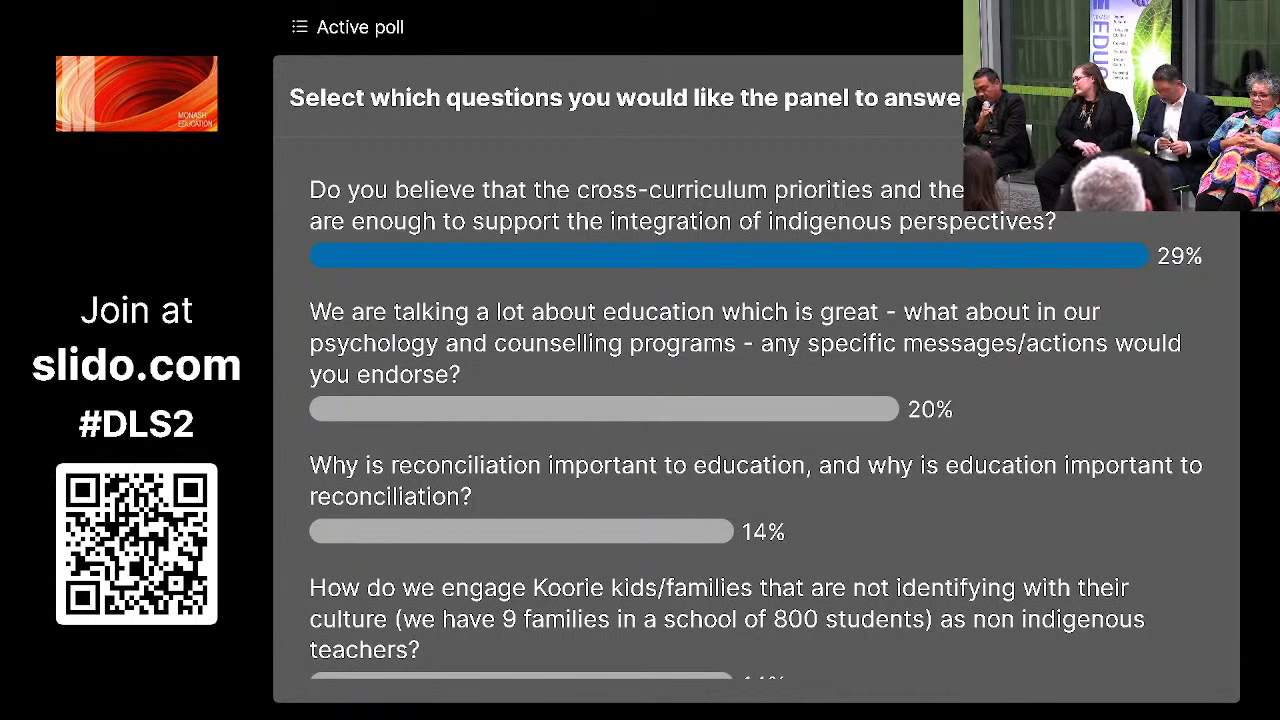 Active poll
MONASH
EDUCATION
Select which questions you would like the panel to answe
Do you believe that the cross-curriculum priorities and the
are enough to support the integration of indigenous perspectives?
29%
We are talking a lot about education which is great - what about in our
psychology and counselling programs - any specific messages/actions would
you endorse?
20%
Why is reconciliation important to education, and why is education important to
reconciliation?
14%
How do we engage Koorie kids/families that are not identifying with their
culture (we have 9 families in a school of 800 students) as non indigenous
teachers?
Join at
slido.com
#DLS2
EDUC